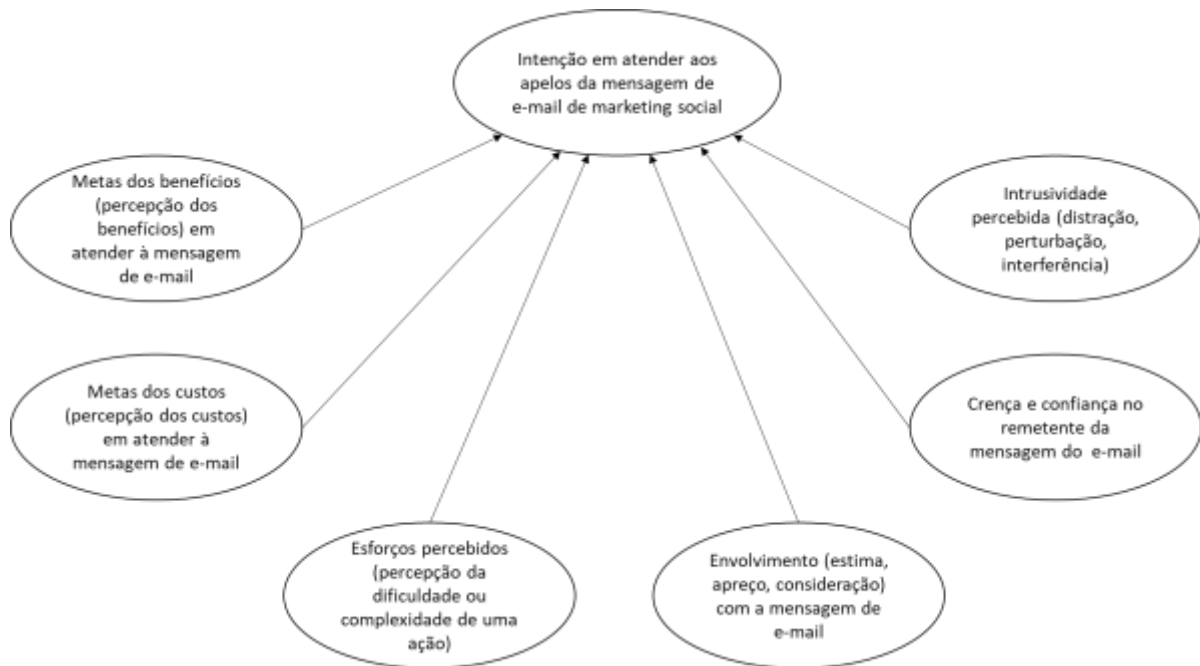 Intenção em atender aos
apelos da mensagem de
e-mail de marketing social
Metas dos benefícios
(percepção dos
benefícios) em
atender à mensagem
de e-mail
Intrusividade
percebida (distração,
perturbação,
interferência)
Metas dos custos
(percepção dos custos)
em atender à
mensagem de e-mail
Crença e confiança no
remetente da
mensagem do e-mail
Esforços percebidos
(percepção da
dificuldade ou
complexidade de uma
ação)
Envolvimento (estima,
apreço, consideração)
com a mensagem de
e-mail